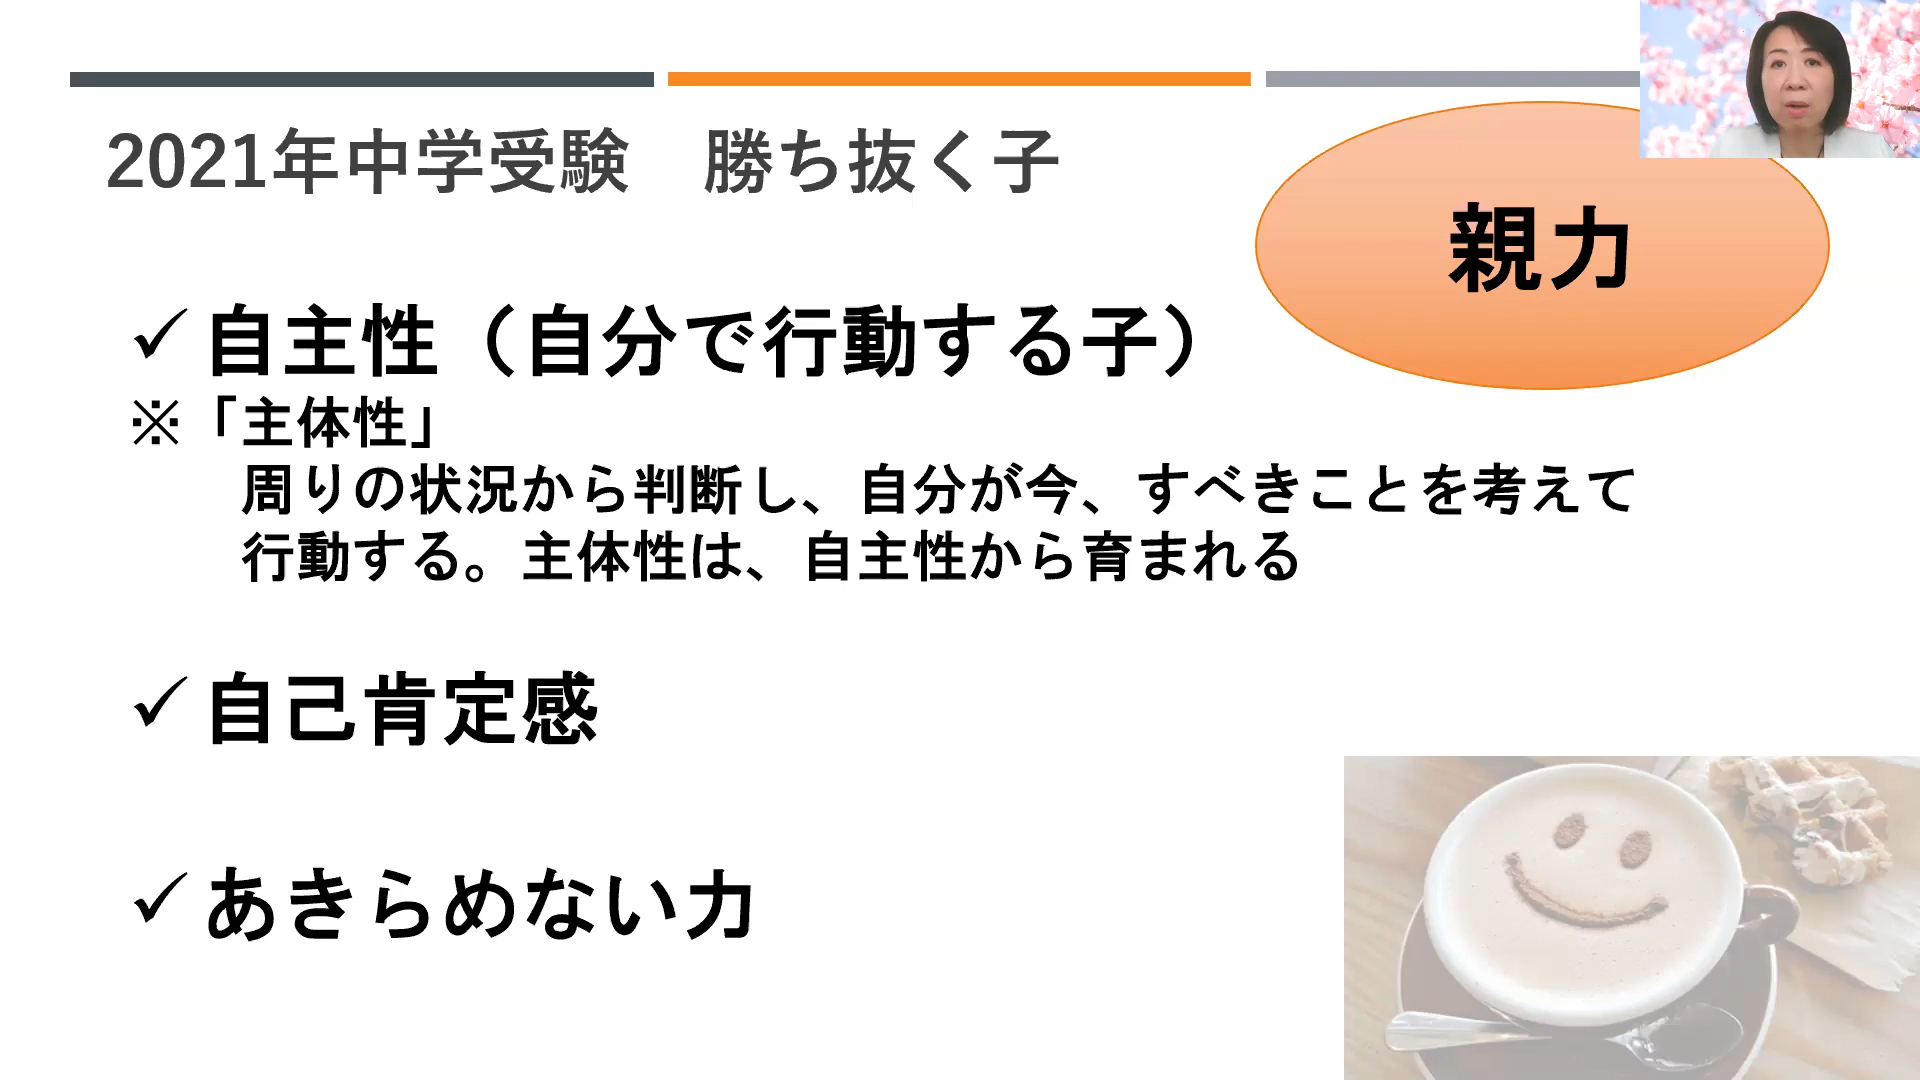 2021年中学受験　勝ち抜く子
親力
✓自主性（自分で行動する子）
※「主体性」
周りの状況から判断し、自分が今、すべきことを考えて
行動する。主体性は、自主性から育まれる
✓自己肯定感
✓あきらめない力